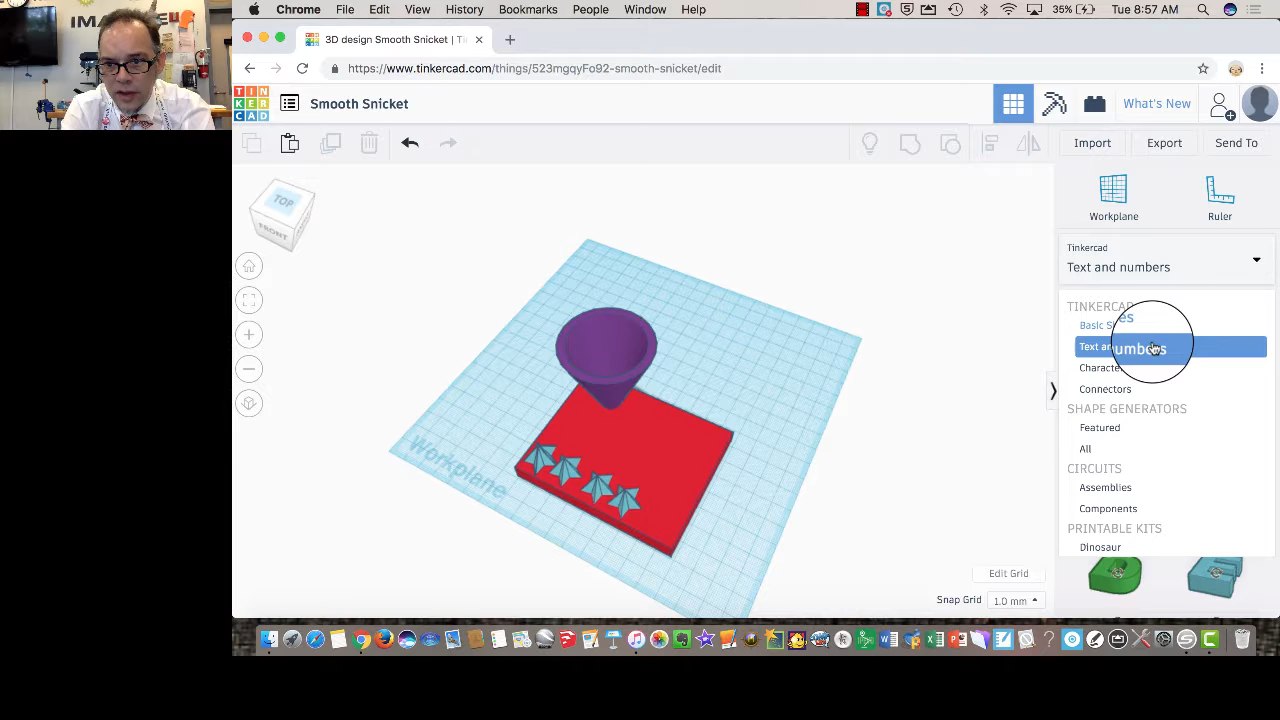 IMA
Chrome File Edit View History Bookmarks People Window Help 35% Tue 8:57 AM
3D design Smooth Snicket | Ti
https://www.tinkercad.com/things/523mgqyFo92-smooth-snicket/edit
TIN
KER
CAD
Smooth Snicket
What's New
Import Export Send To
TOP
FRONT
Workplane Ruler
Tinkercad
Text and numbers
TINKERCAD
Basic S es
Text an umbers
Characte
Connectors
SHAPE GENERATORS
Featured
All
CIRCUITS
Assemblies
Components
PRINTABLE KITS
Dinosaur
Workplane
Edit Grid
Snap Grid 1.0 mm